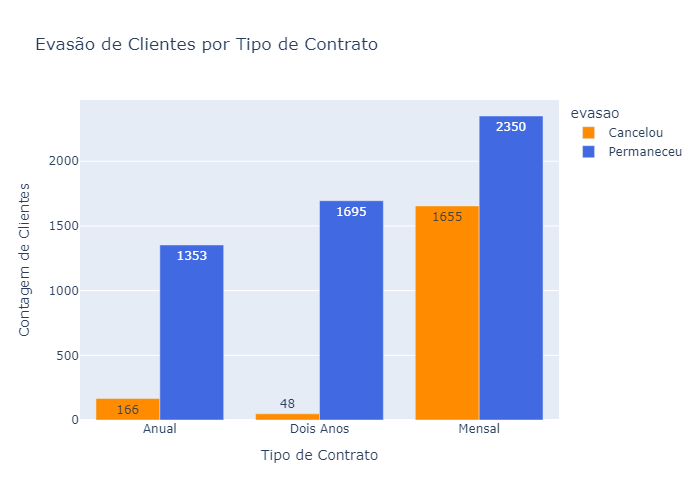 Evasão de Clientes por Tipo de Contrato
evasao
Cancelou
Permaneceu
Contagem de Clientes
2000
1500
1000
500
0
166
1353
48
1695
1655
2350
Anual
Dois Anos
Mensal
Tipo de Contrato